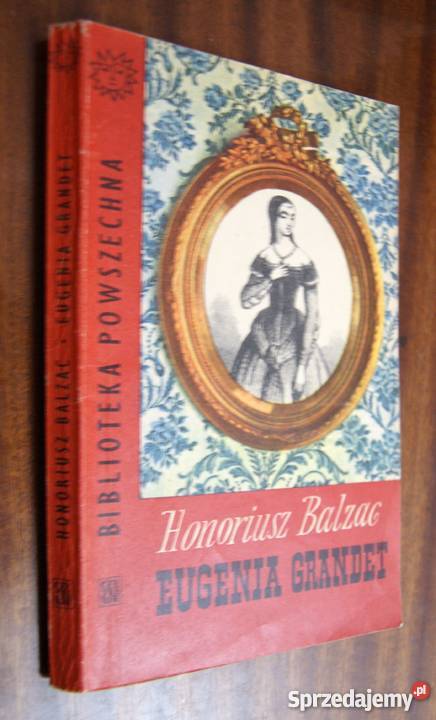 HONORIUSZ BALZAC • EUGENIA GRANDET
BIBLIOTEKA POWSZECHNA
Honoriusz Balzac
EUGENIA GRANDET
Sprzedajemy.pl